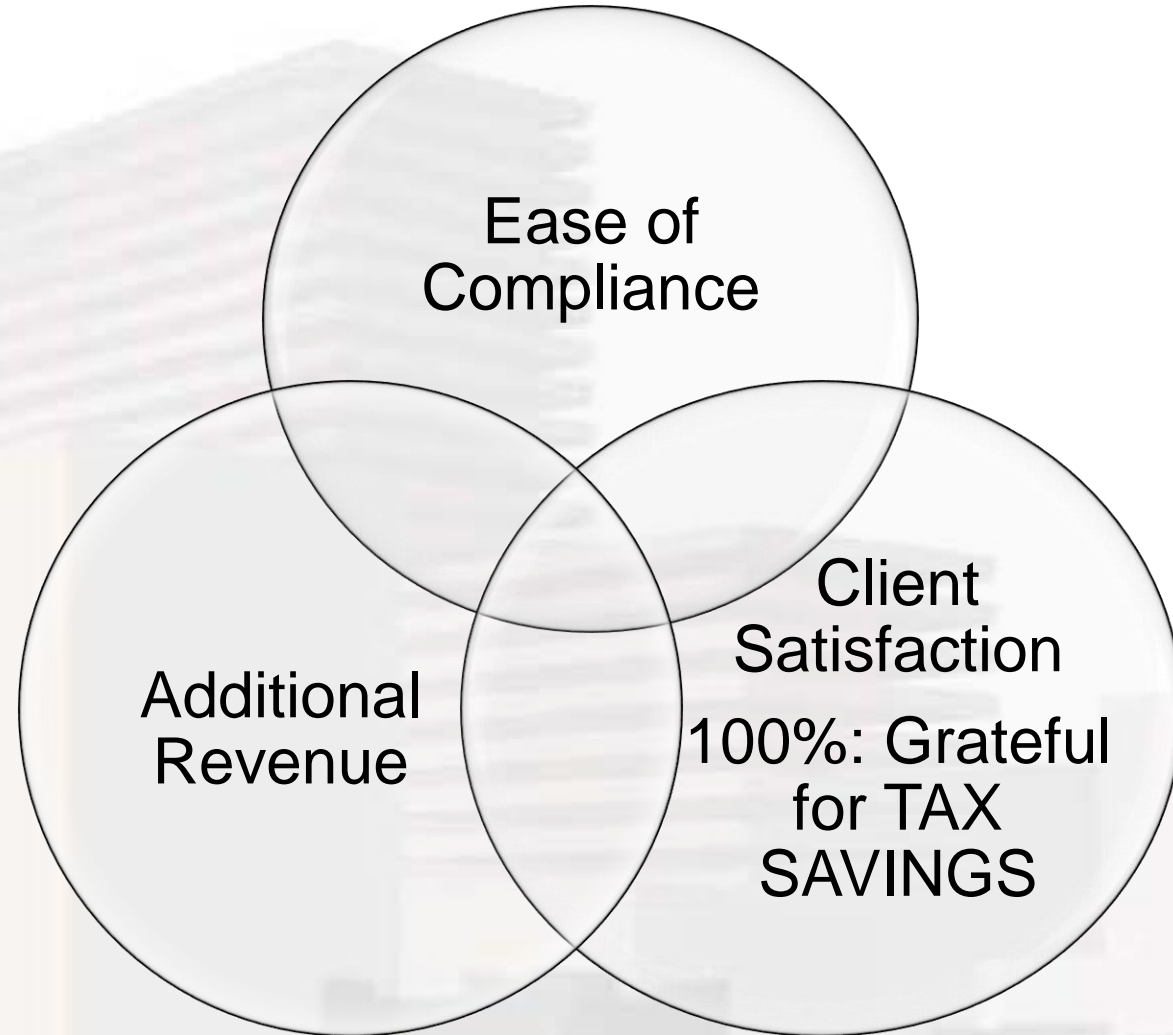 Ease of
Compliance
Additional
Revenue
Client
Satisfaction
100%: Grateful
for TAX
SAVINGS